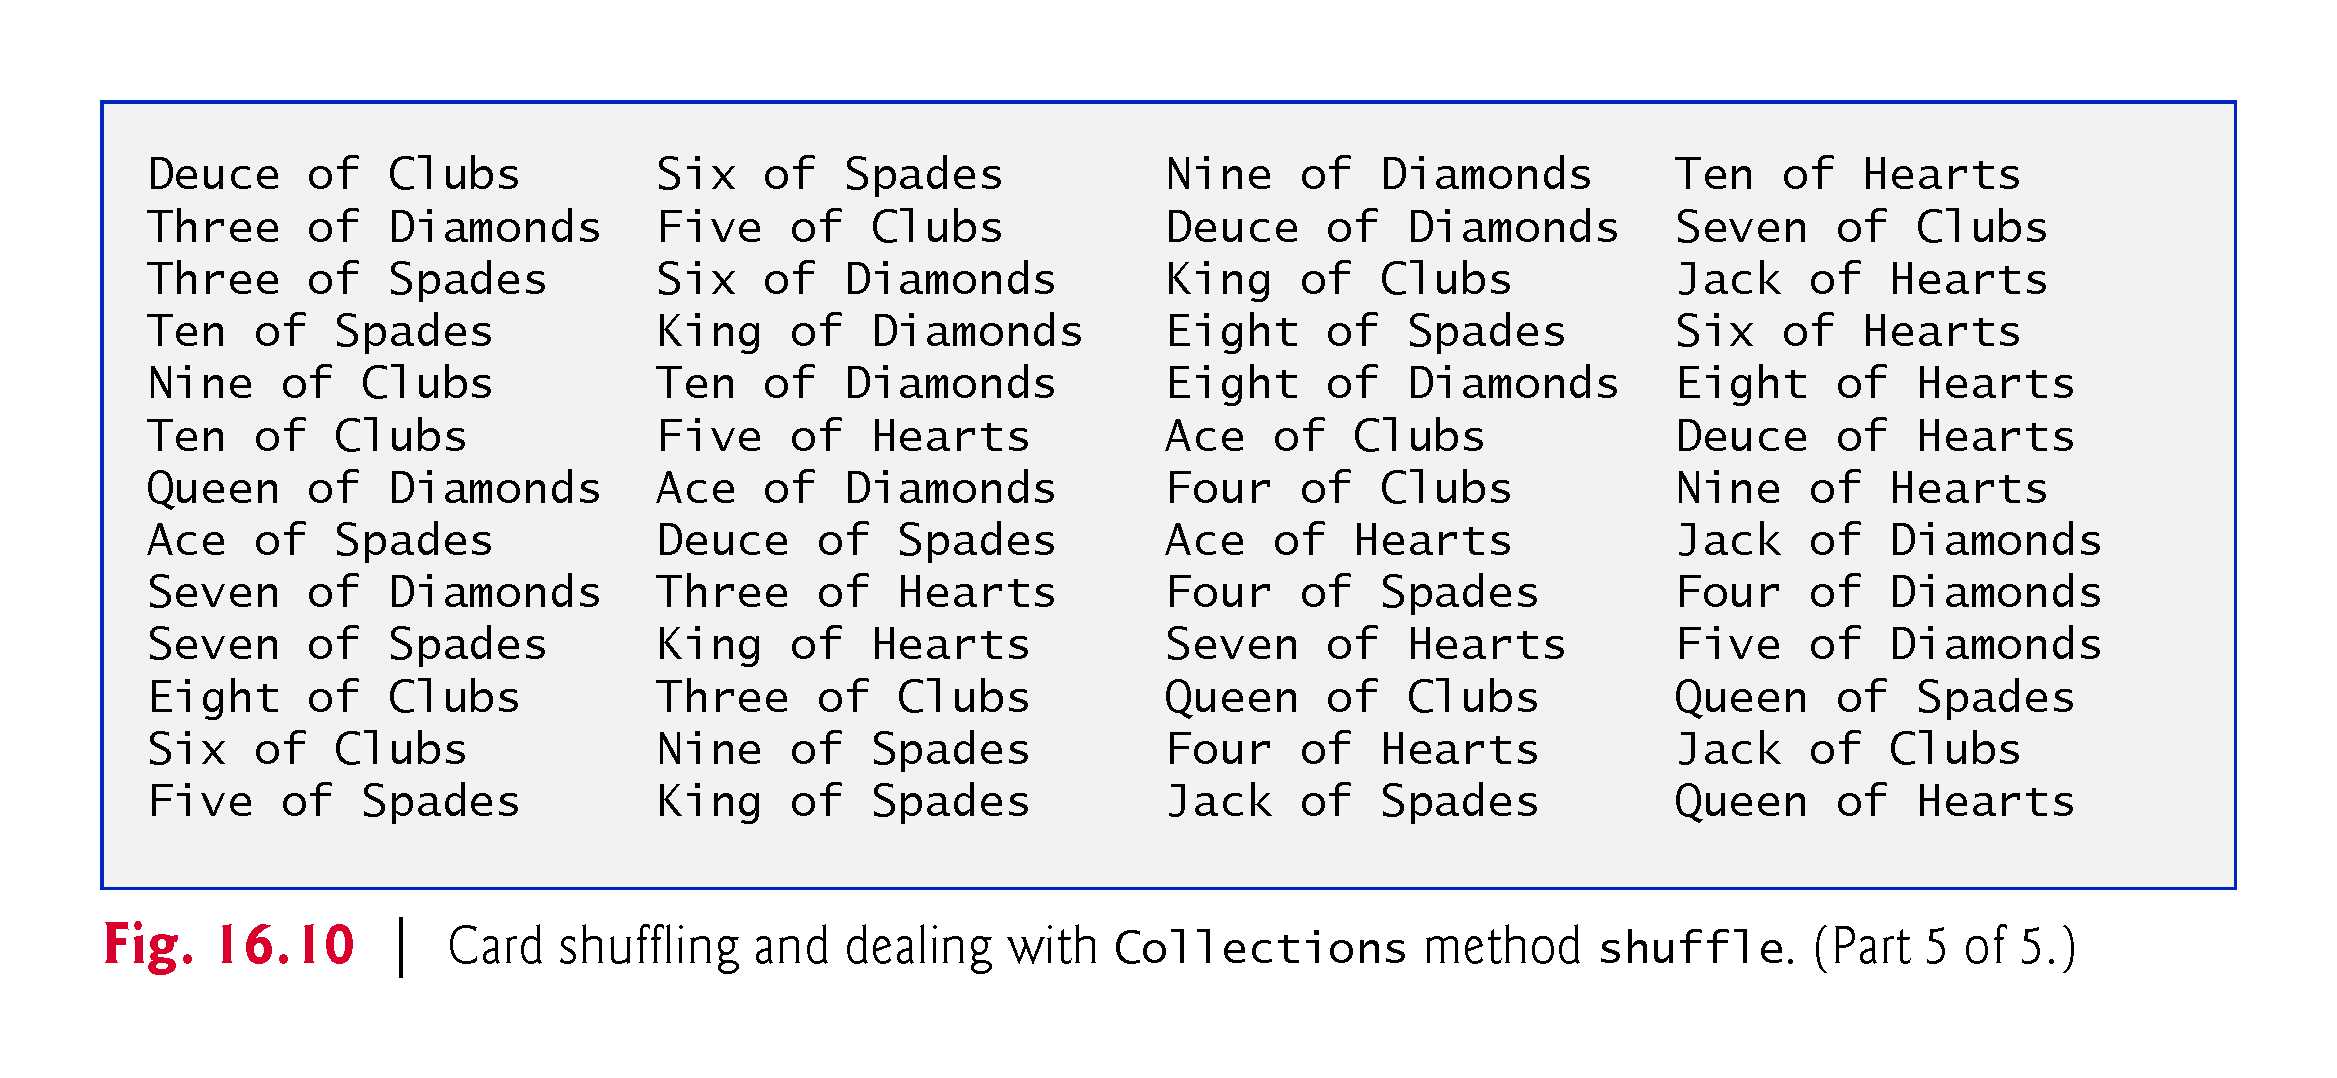 Deuce of Clubs Six of Spades Nine of Diamonds Ten of Hearts
Three of Diamonds Five of Clubs Deuce of Diamonds Seven of Clubs
Three of Spades Six of Diamonds King of Clubs Jack of Hearts
Ten of Spades King of Diamonds Eight of Spades Six of Hearts
Nine of Clubs Ten of Diamonds Eight of Diamonds Eight of Hearts
Ten of Clubs Five of Hearts Ace of Clubs Deuce of Hearts
Queen of Diamonds Ace of Diamonds Four of Clubs Nine of Hearts
Ace of Spades Deuce of Spades Ace of Hearts Jack of Diamonds
Seven of Diamonds Three of Hearts Four of Spades Four of Diamonds
Seven of Spades King of Hearts Seven of Hearts Five of Diamonds
Eight of Clubs Three of Clubs Queen of Clubs Queen of Spades
Six of Clubs Nine of Spades Four of Hearts Jack of Clubs
Five of Spades King of Spades Jack of Spades Queen of Hearts
Fig. 16.10 | Card shuffling and dealing with Collections method shuffle. (Part 5 of 5.)